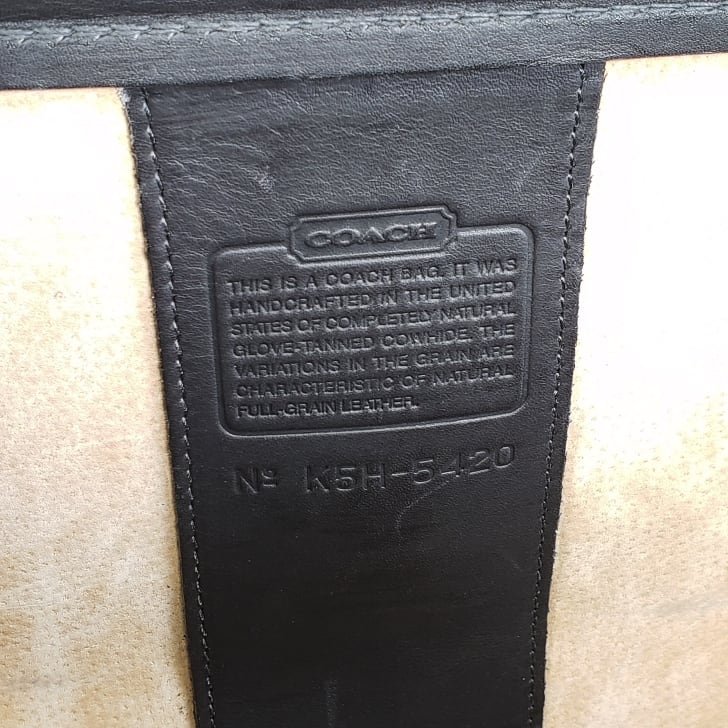 COACH
THIS IS A COACH BAG. IT WAS
HANDCRAFTED IN THE UNITED
STATES OF COMPLETELY NATURAL
GLOVE-TANNED COWHIDE. THE
VARIATIONS IN THE GRAIN ARE
CHARACTERISTIC OF NATURAL
FULL-GRAIN LEATHER.
Nº K5H-5420